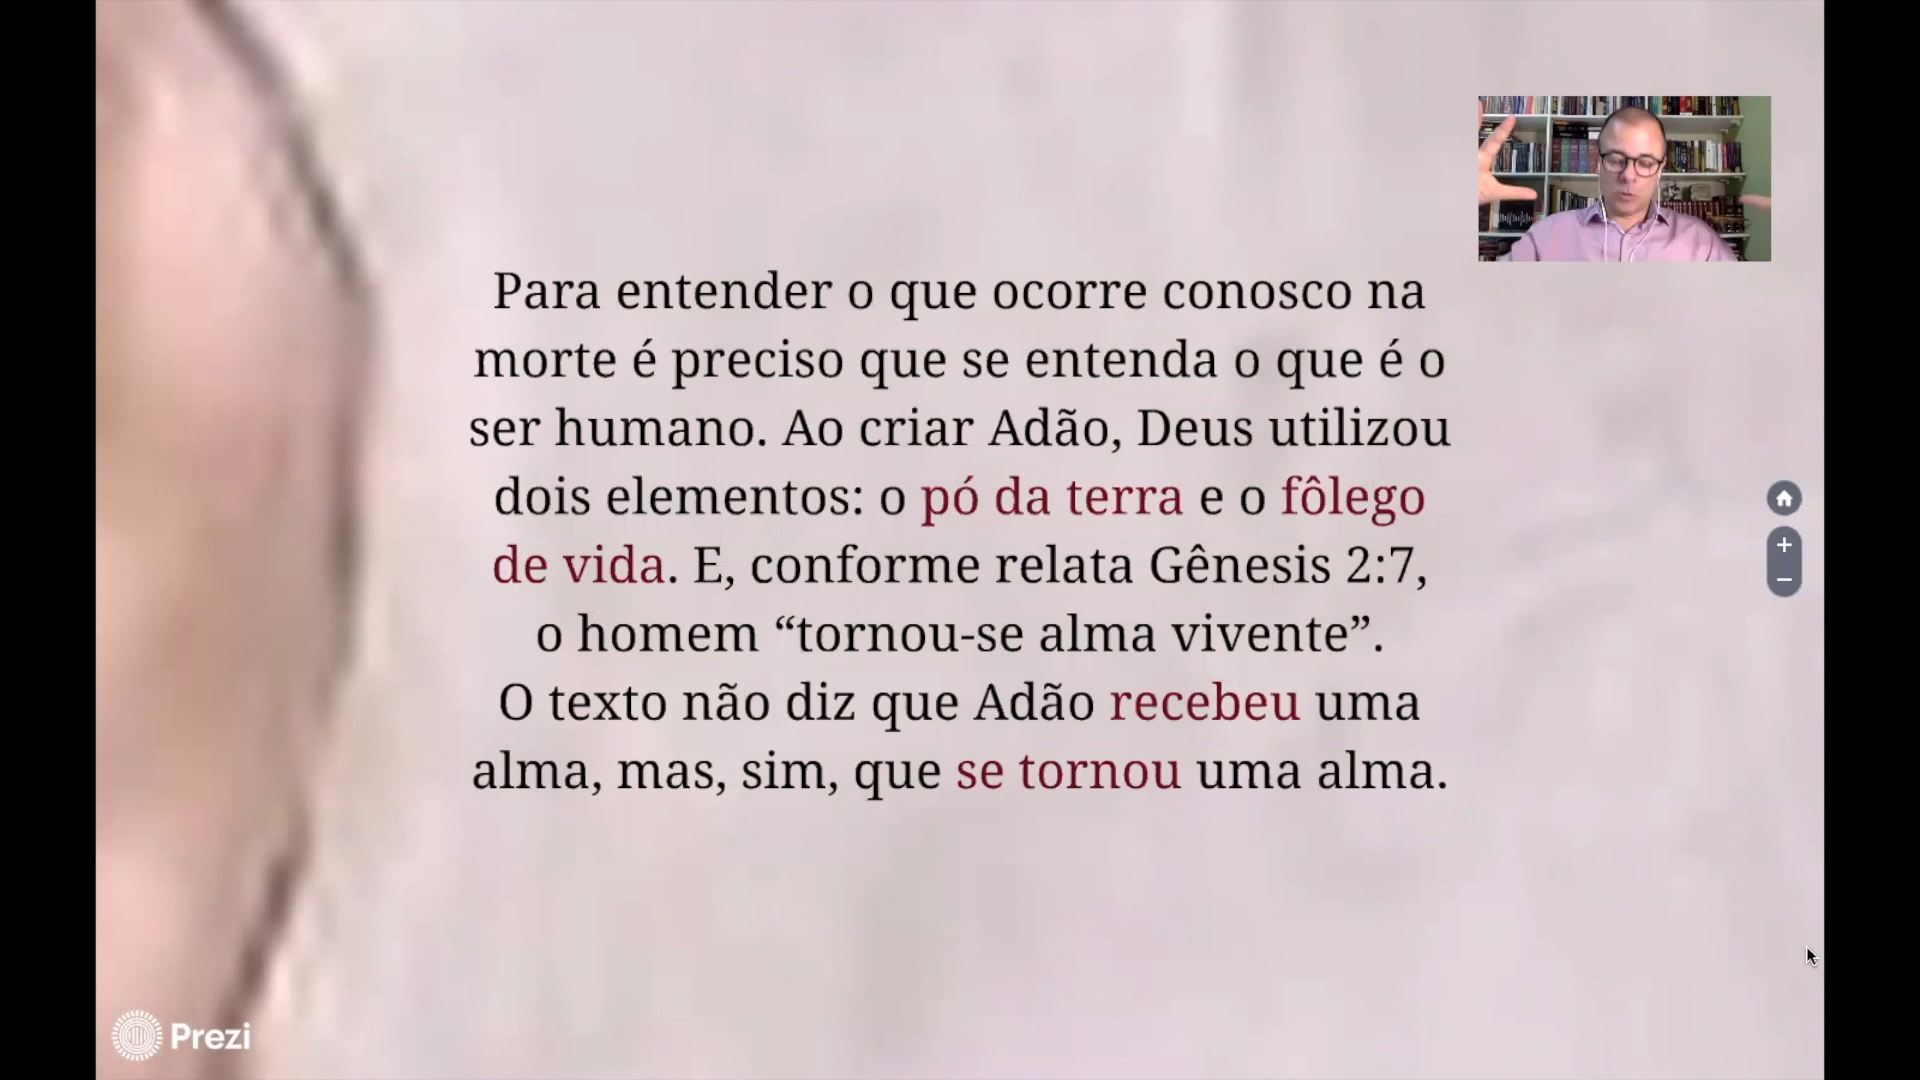 Para entender o que ocorre conosco na
morte é preciso que se entenda o que é o
ser humano. Ao criar Adão, Deus utilizou
dois elementos: o pó da terra e o fôlego
de vida. E, conforme relata Gênesis 2:7,
o homem “tornou-se alma vivente”.
O texto não diz que Adão recebeu uma
alma, mas, sim, que se tornou uma alma.
Prezi